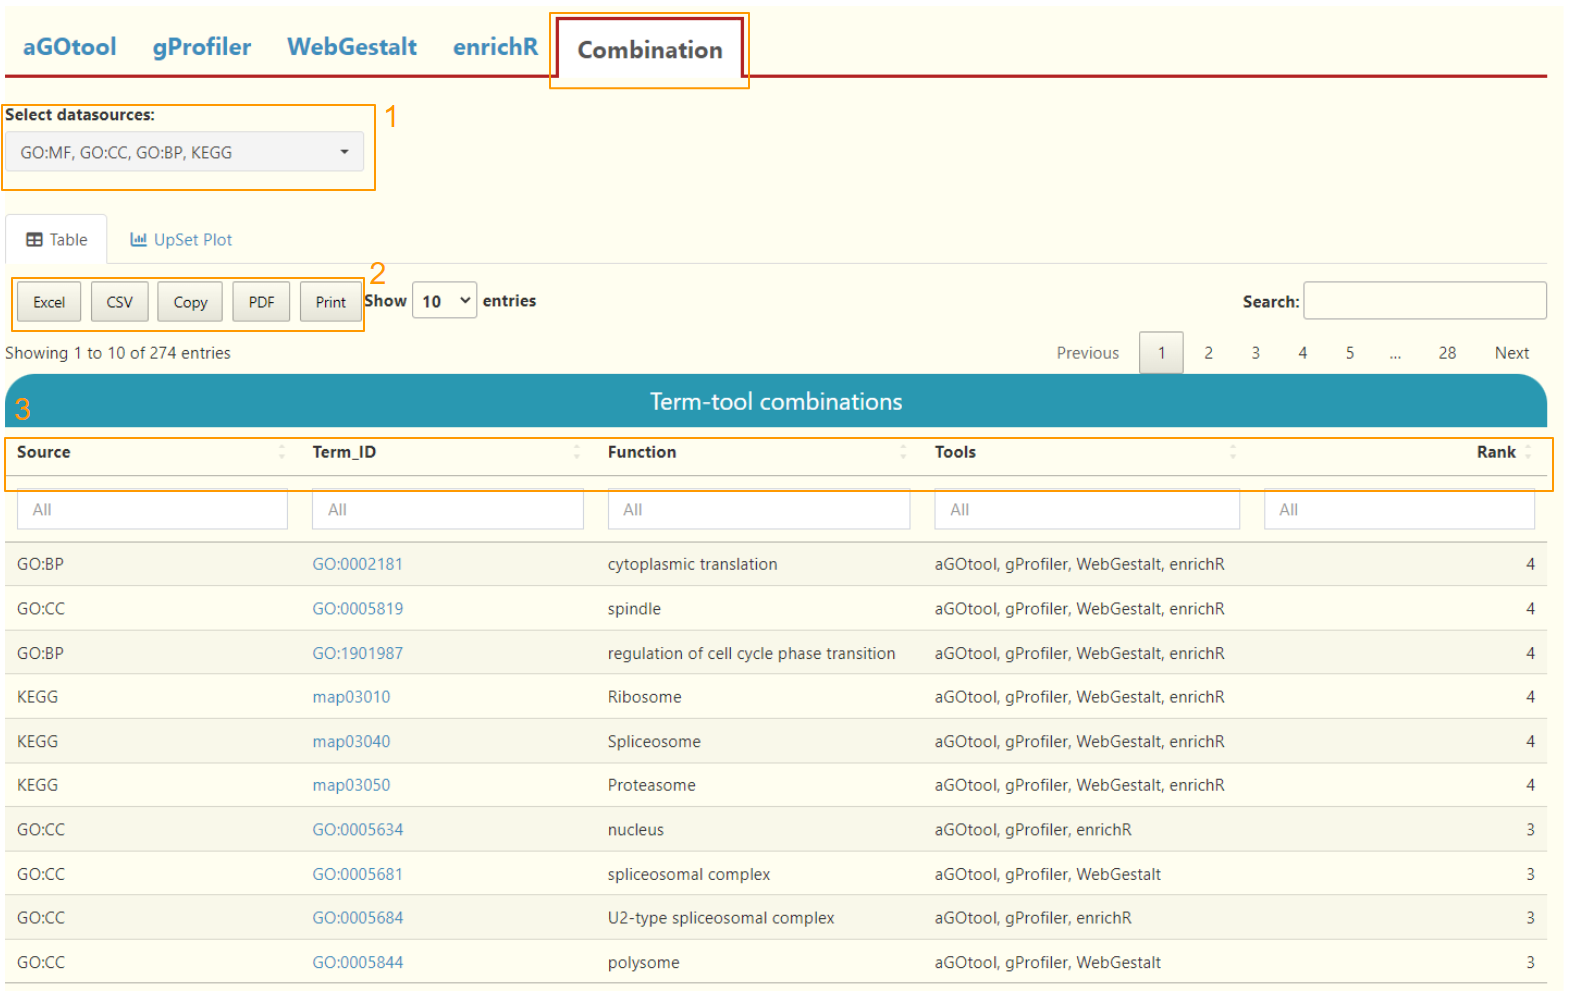 aGOtool gProfiler WebGestalt enrichR Combination
Select datasources: 1
GO:MF, GO:CC, GO:BP, KEGG
Table UpSet Plot
2
Excel CSV Copy PDF Print Show 10 entries Search:
Showing 1 to 10 of 274 entries Previous 1 2 3 4 5 ... 28 Next
3 Term-tool combinations
Source Term_ID Function Tools Rank
All All All All All
GO:BP GO:0002181 cytoplasmic translation aGOtool, gProfiler, WebGestalt, enrichR 4
GO:CC GO:0005819 spindle aGOtool, gProfiler, WebGestalt, enrichR 4
GO:BP GO:1901987 regulation of cell cycle phase transition aGOtool, gProfiler, WebGestalt, enrichR 4
KEGG map03010 Ribosome aGOtool, gProfiler, WebGestalt, enrichR 4
KEGG map03040 Spliceosome aGOtool, gProfiler, WebGestalt, enrichR 4
KEGG map03050 Proteasome aGOtool, gProfiler, WebGestalt, enrichR 4
GO:CC GO:0005634 nucleus aGOtool, gProfiler, enrichR 3
GO:CC GO:0005681 spliceosomal complex aGOtool, gProfiler, WebGestalt 3
GO:CC GO:0005684 U2-type spliceosomal complex aGOtool, gProfiler, enrichR 3
GO:CC GO:0005844 polysome aGOtool, gProfiler, WebGestalt 3